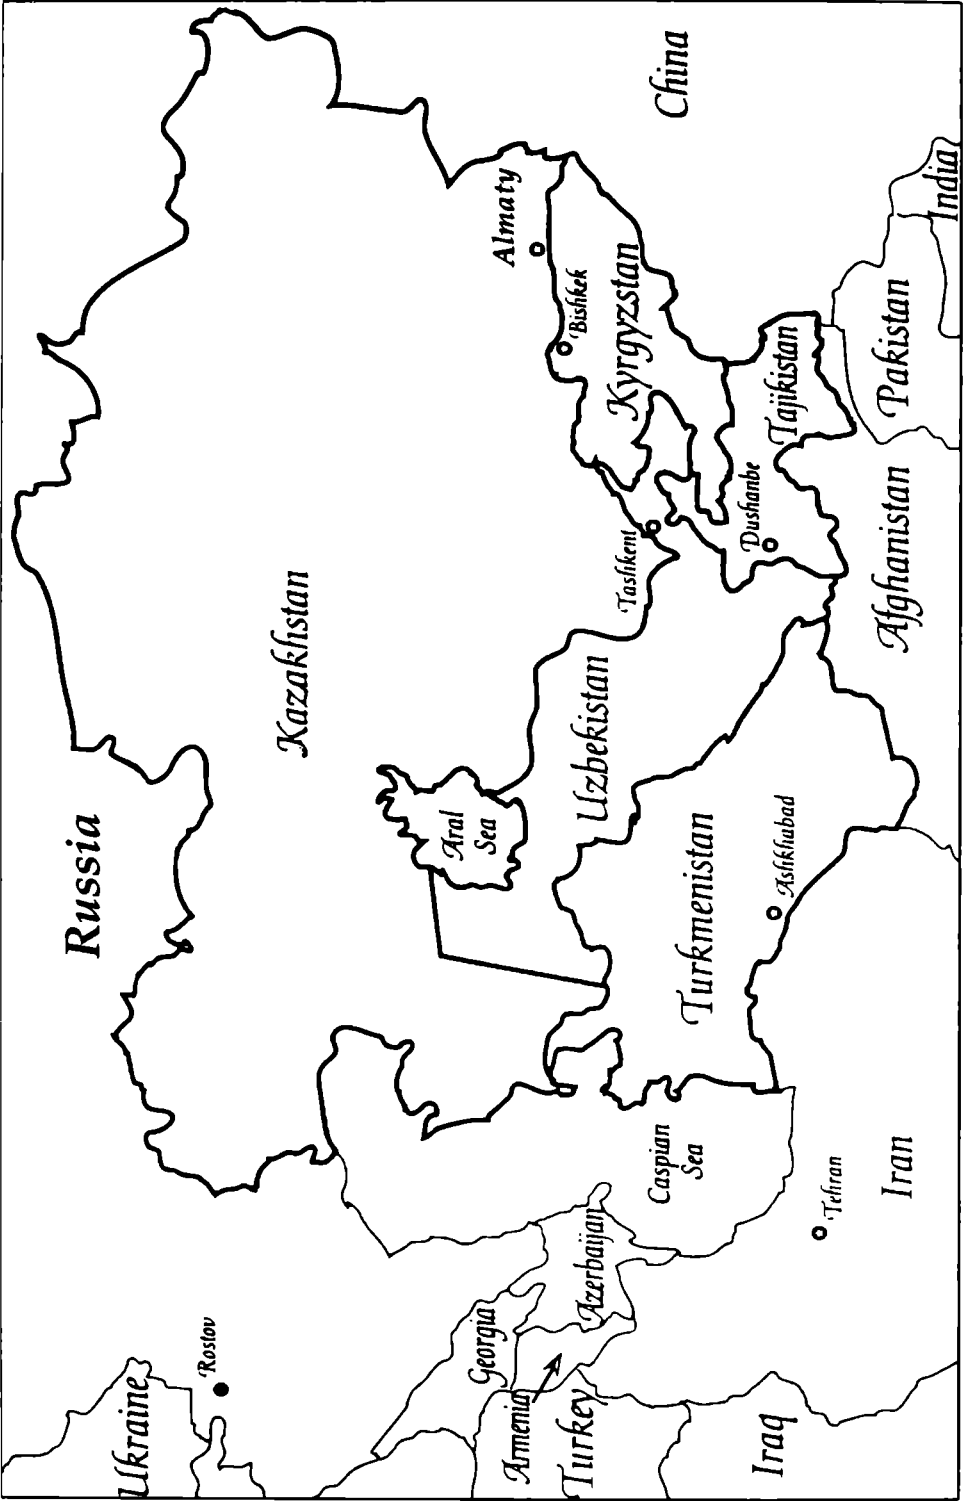 Ukraine
Rostov
Russia
Georgia
Armenia
Turkey
Azerbaijan
Iraq
Caspian
Sea
Tehran
Iran
Kazakhstan
Aral
Sea
Uzbekistan
Turkmenistan
Ashkhabad
Tashkent
Dushanbe
Tajikistan
Kyrgyzstan
Bishkek
Almaty
China
Afghanistan
Pakistan
India